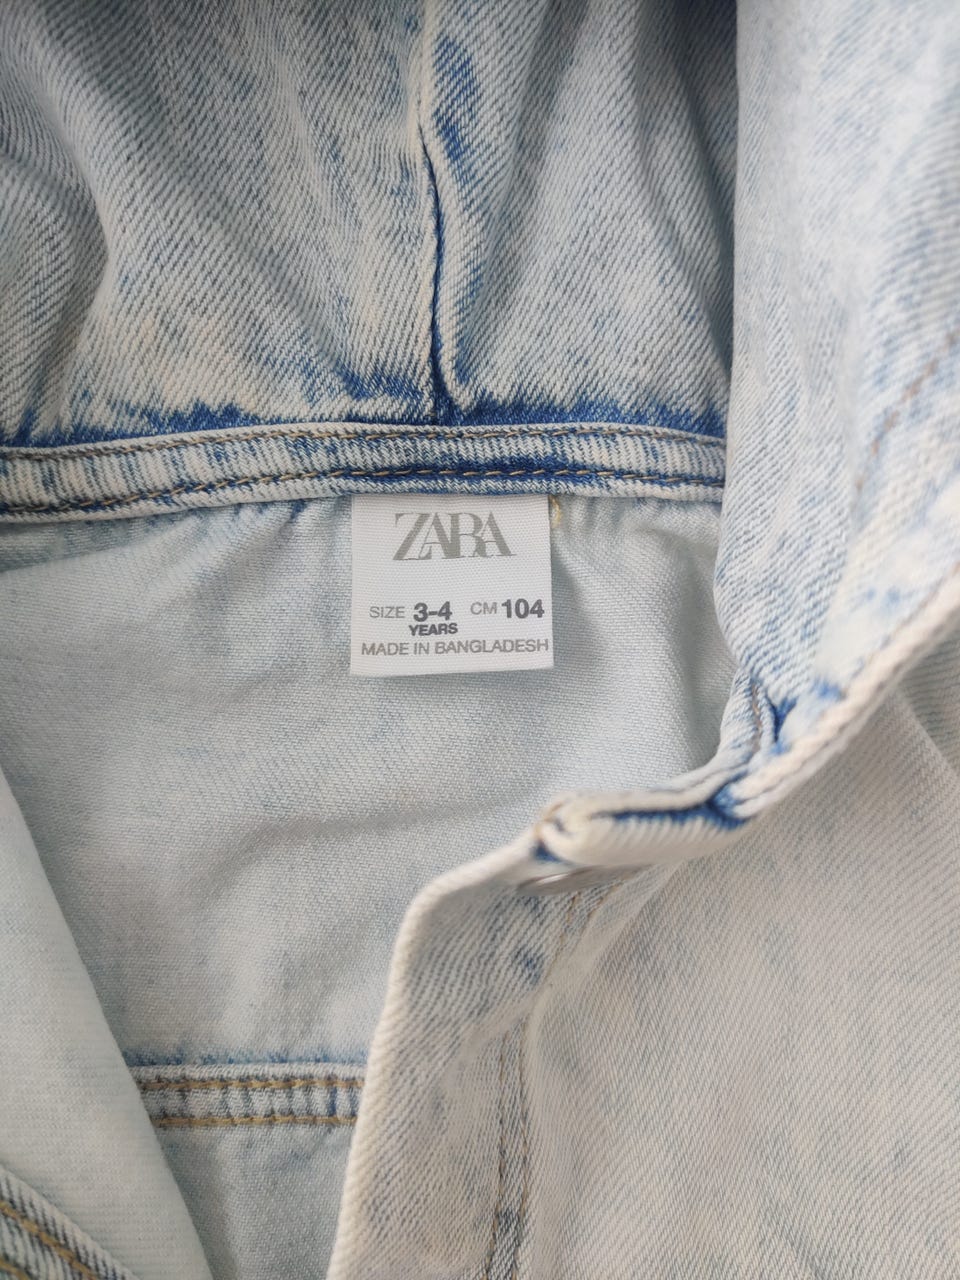 ZARA
SIZE 3-4 CM 104
YEARS
MADE IN BANGLADESH